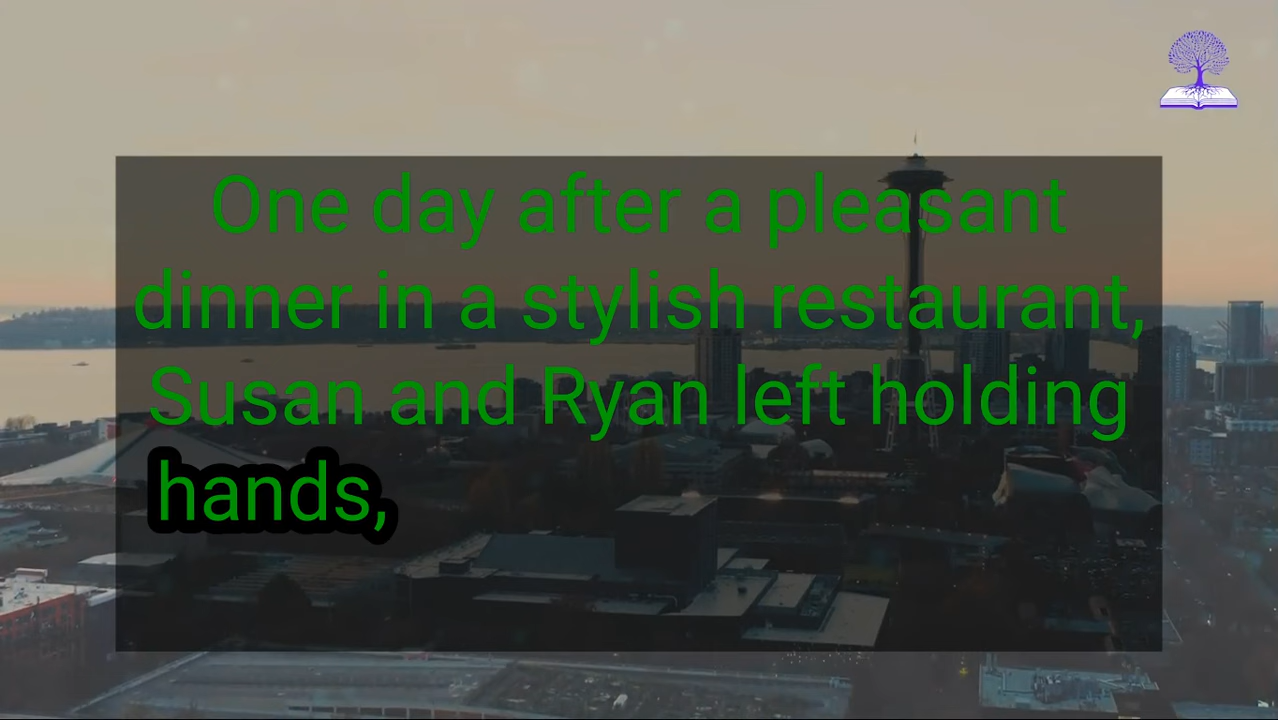 One day after a pleasant
dinner in a stylish restaurant,
Susan and Ryan left holding
hands,